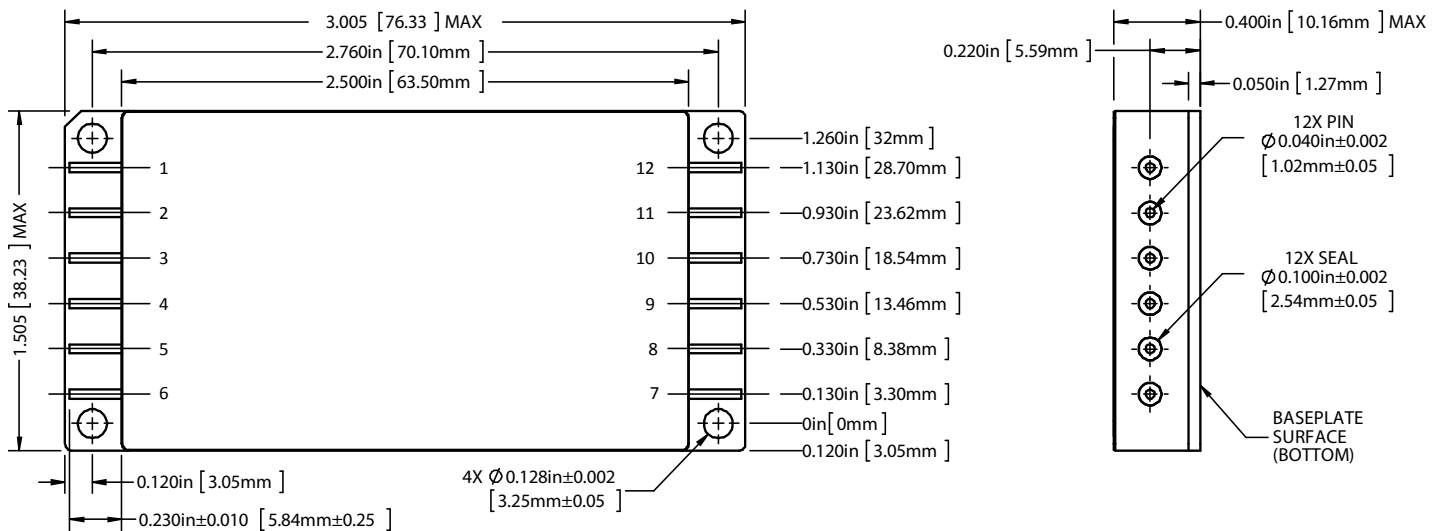 3.005 [76.33] MAX
2.760in [70.10mm]
2.500in [63.50mm]
1.505 [38.23] MAX
1
2
3
4
5
6
12
11
10
9
8
7
1.260in [32mm]
1.130in [28.70mm]
0.930in [23.62mm]
0.730in [18.54mm]
0.530in [13.46mm]
0.330in [8.38mm]
0.130in [3.30mm]
0in[0mm]
0.120in [3.05mm]
0.120in [3.05mm]
0.230in±0.010 [5.84mm±0.25]
4X Ø0.128in±0.002
[3.25mm±0.05]
0.400in [10.16mm] MAX
0.220in [5.59mm]
0.050in [1.27mm]
12X PIN
Ø0.040in±0.002
[1.02mm±0.05]
12X SEAL
Ø0.100in±0.002
[2.54mm±0.05]
BASEPLATE
SURFACE
(BOTTOM)